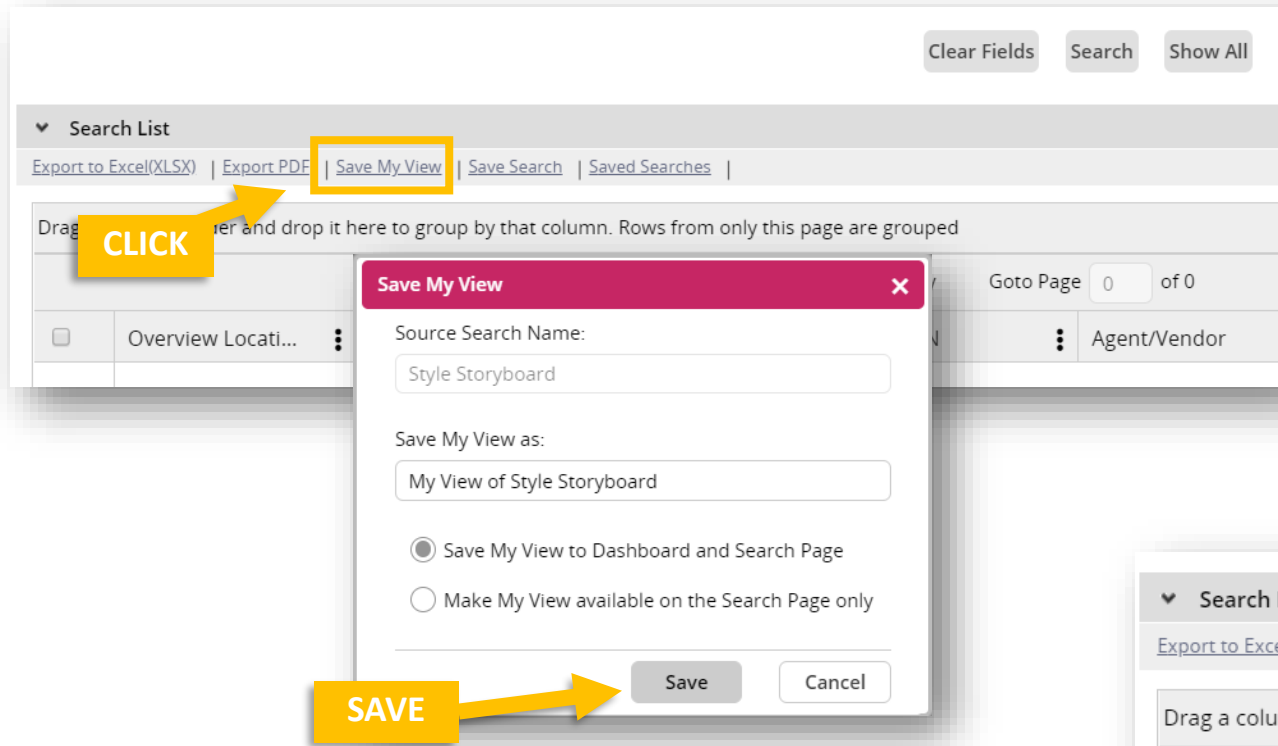 Clear Fields Search Show All
Search List
Export to Excel(XLSX) | Export PDF | Save My View | Save Search | Saved Searches |
Drag and drop it here to group by that column. Rows from only this page are grouped
CLICK
Save My View
Goto Page 0 of 0
Overview Locati... Agent/Vendor
Source Search Name:
Style Storyboard
Save My View as:
My View of Style Storyboard
Save My View to Dashboard and Search Page
Make My View available on the Search Page only
Save Cancel
SAVE
Search
Export to Exce
Drag a colu